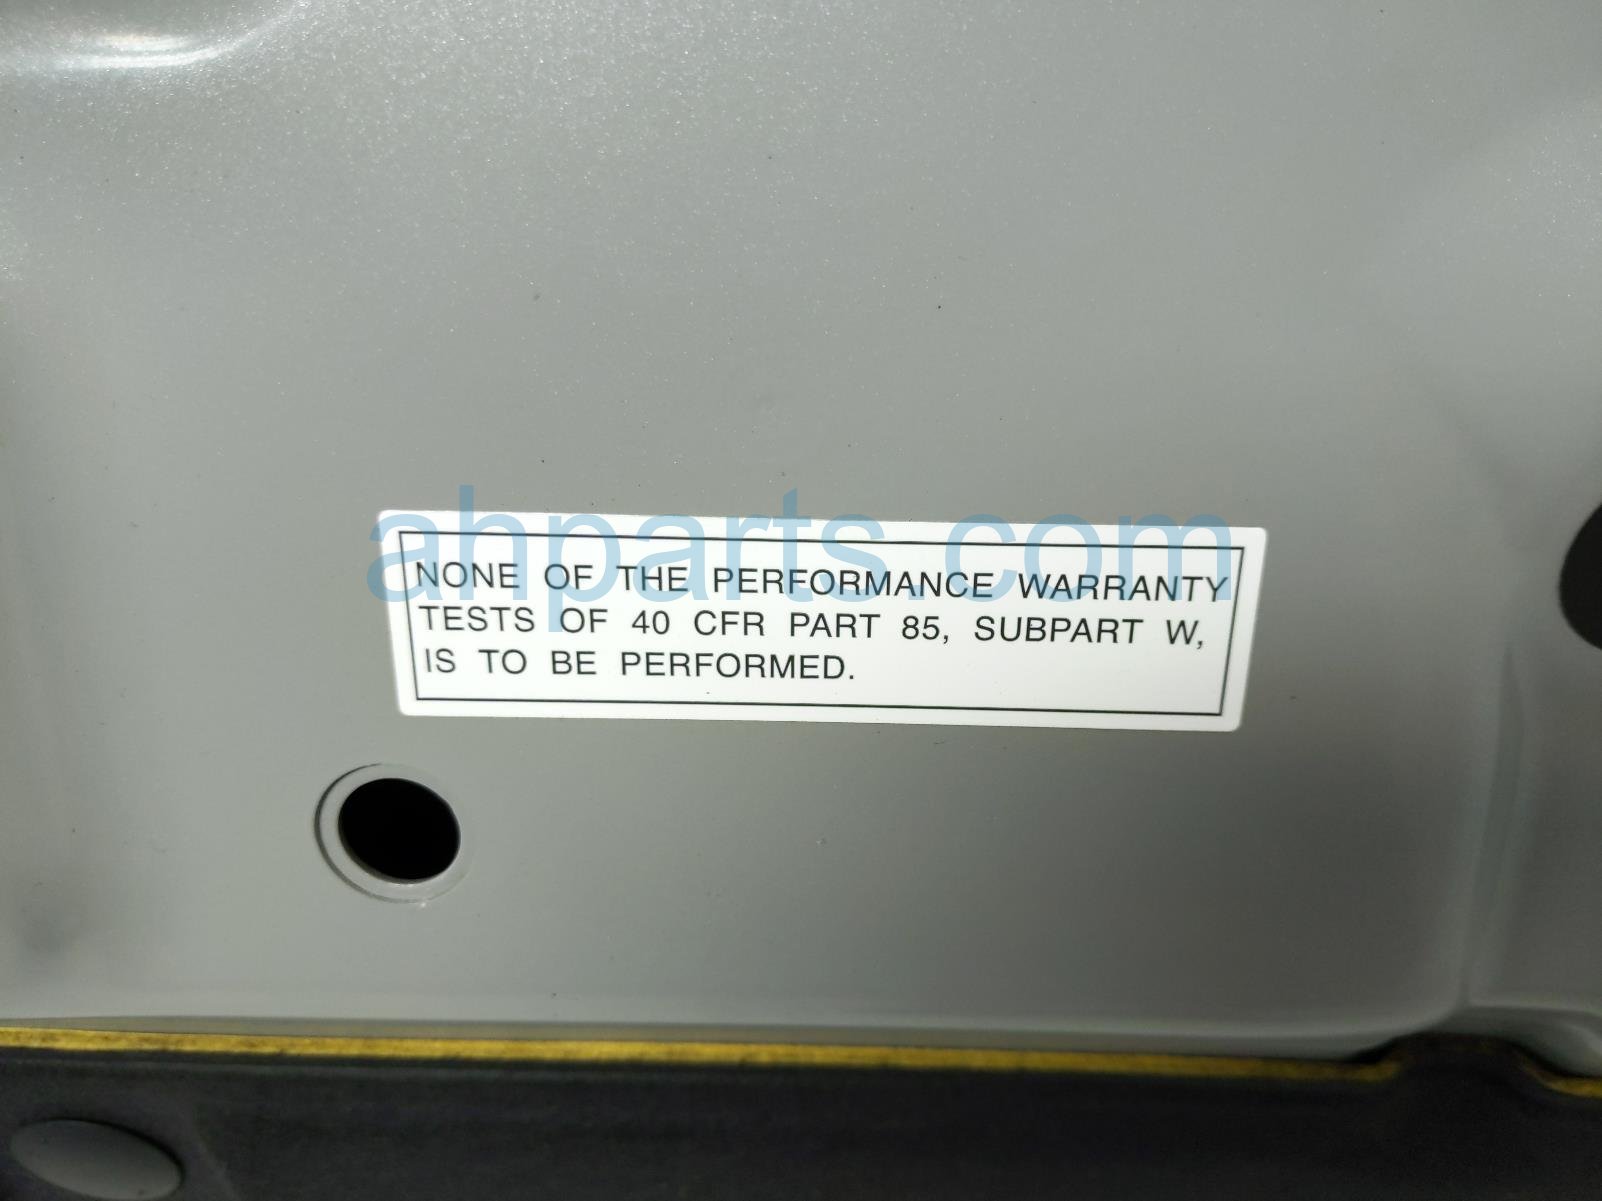 ahparts.com
NONE OF THE PERFORMANCE WARRANTY
TESTS OF 40 CFR PART 85, SUBPART W,
IS TO BE PERFORMED.